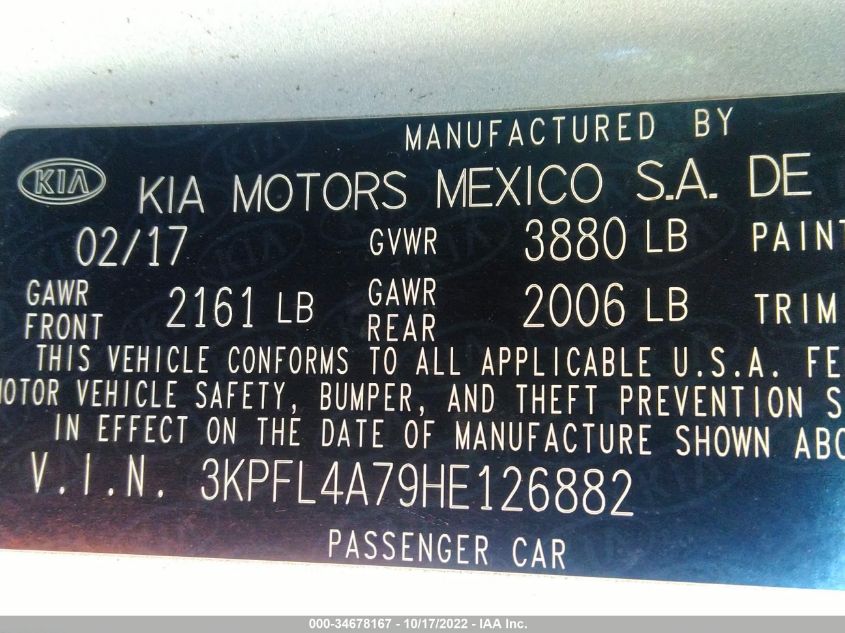 MANUFACTURED BY
KIA KIA MOTORS MEXICO S.A. DE
02/17 GVWR 3880 LB PAINT
GAWR FRONT 2161 LB GAWR REAR 2006 LB TRIM
THIS VEHICLE CONFORMS TO ALL APPLICABLE U.S.A. FE
MOTOR VEHICLE SAFETY, BUMPER, AND THEFT PREVENTION S
IN EFFECT ON THE DATE OF MANUFACTURE SHOWN ABO
V.I.N. 3KPFL4A79HE126882
PASSENGER CAR
000-34678167 - 10/17/2022 - IAA Inc.